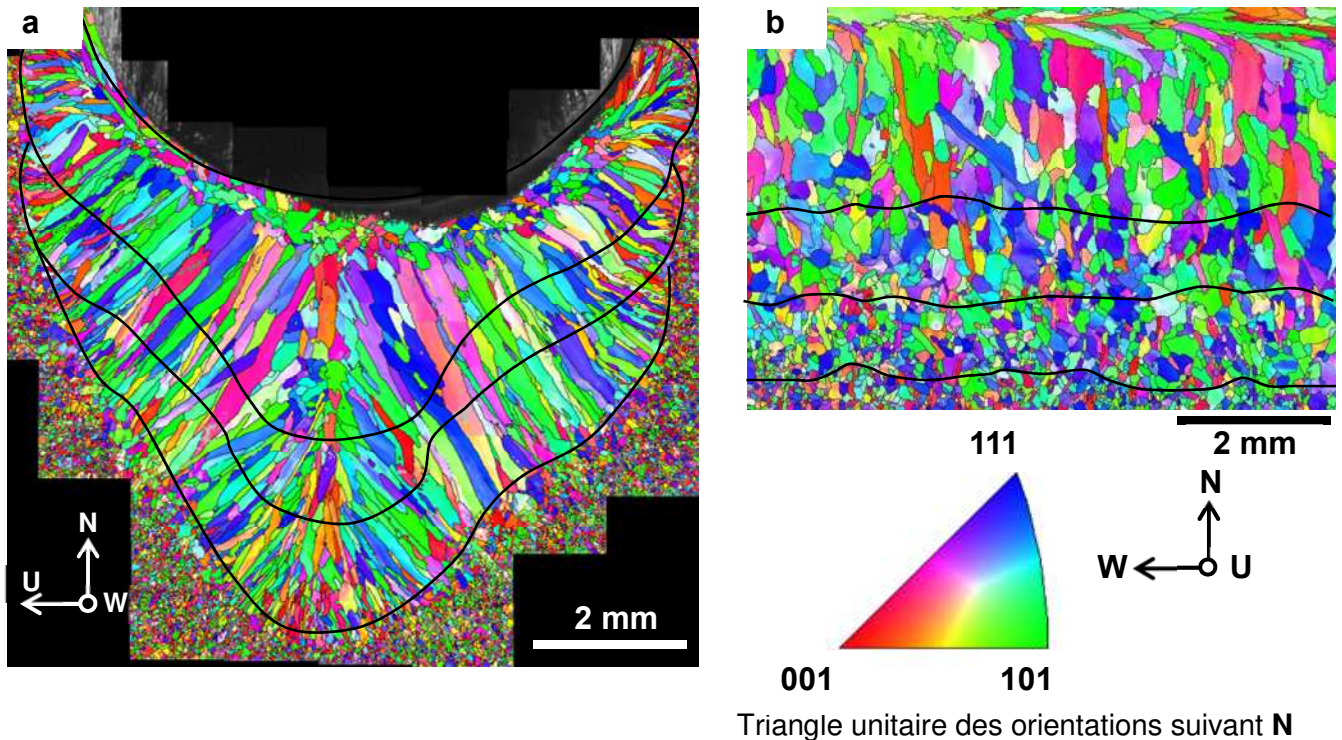 a
b
N
U
W
2 mm
2 mm
111
N
W
U
001
101
Triangle unitaire des orientations suivant N